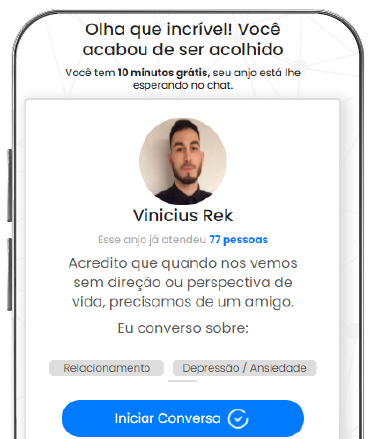 Olha que incrível! Você
acabou de ser acolhido
Você tem 10 minutos grátis, seu anjo está lhe
esperando no chat.
Vinicius Rek
Esse anjo já atendeu 77 pessoas
Acredito que quando nos vemos
sem direção ou perspectiva de
vida, precisamos de um amigo.
Eu converso sobre:
Relacionamento Depressão / Ansiedade
Iniciar Conversa